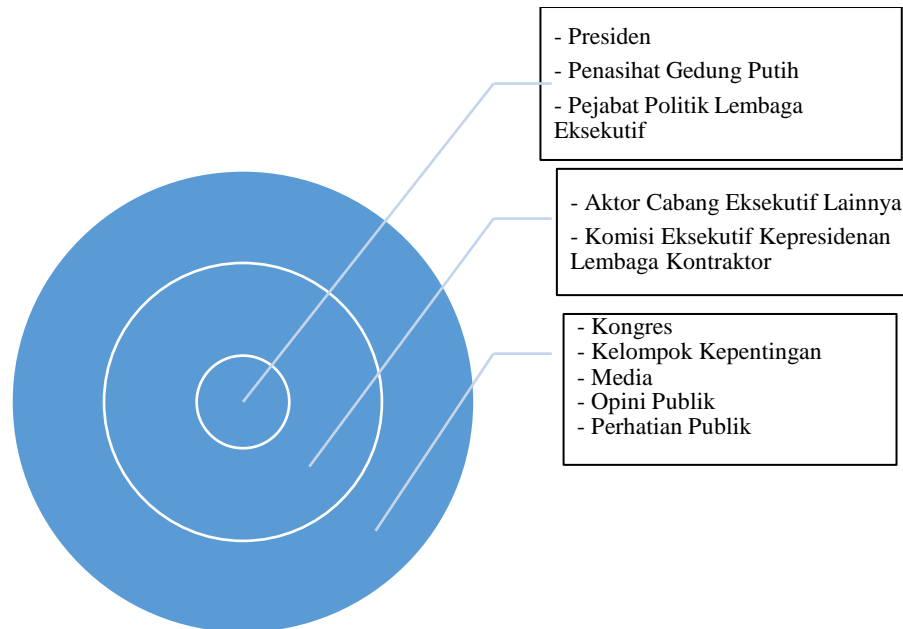 - Presiden
- Penasihat Gedung Putih
- Pejabat Politik Lembaga
Eksekutif
- Aktor Cabang Eksekutif Lainnya
- Komisi Eksekutif Kepresidenan
Lembaga Kontraktor
- Kongres
- Kelompok Kepentingan
- Media
- Opini Publik
- Perhatian Publik